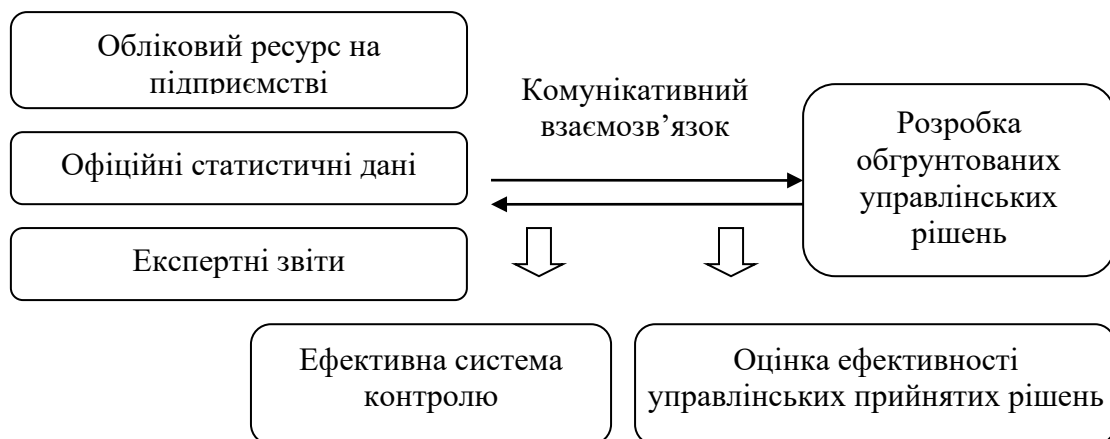 Обліковий ресурс на
підприємстві
Офіційні статистичні дані
Експертні звіти
Комунікативний
взаємозв’язок
Розробка
обгрунтованих
управлінських
рішень
Ефективна система
контролю
Оцінка ефективності
управлінських прийнятих рішень